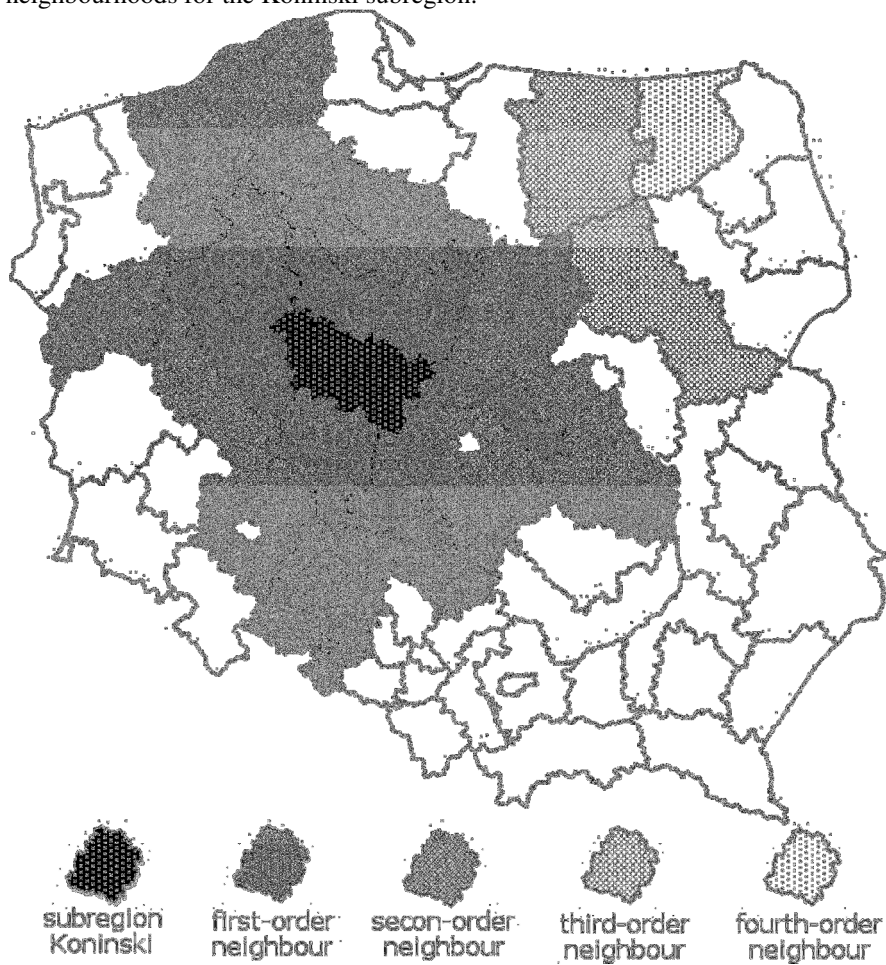 neighbourhoods for the Koninski subregion.
subregion
Koninski
first-order
neighbour
secon-order
neighbour
third-order
neighbour
fourth-order
neighbour